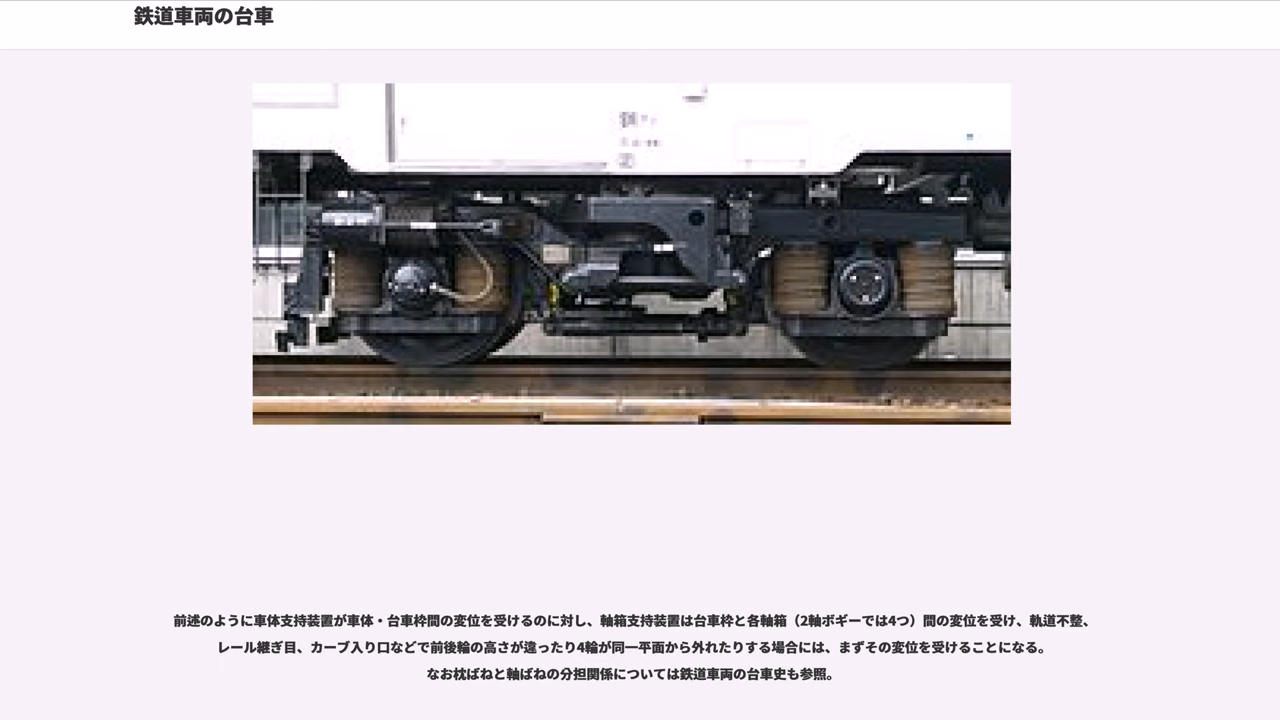 鉄道車両の台車
前述のように車体支持装置が車体・台車枠間の変位を受けるのに対し、軸箱支持装置は台車枠と各軸箱（2軸ボギーでは4つ）間の変位を受け、軌道不整、
レール継ぎ目、カーブ入り口などで前後輪の高さが違ったり4輪が同一平面から外れたりする場合には、まずその変位を受けることになる。
なお枕ばねと軸ばねの分担関係については鉄道車両の台車史も参照。